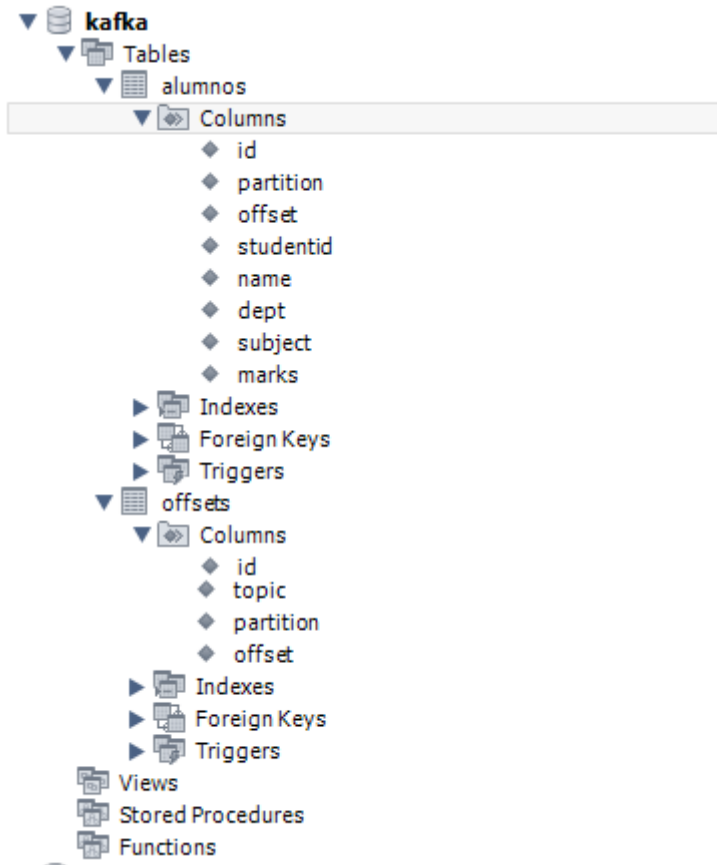 kafka
Tables
alumnos
Columns
id
partition
offset
studentid
name
dept
subject
marks
Indexes
Foreign Keys
Triggers
offsets
Columns
id
topic
partition
offset
Indexes
Foreign Keys
Triggers
Views
Stored Procedures
Functions